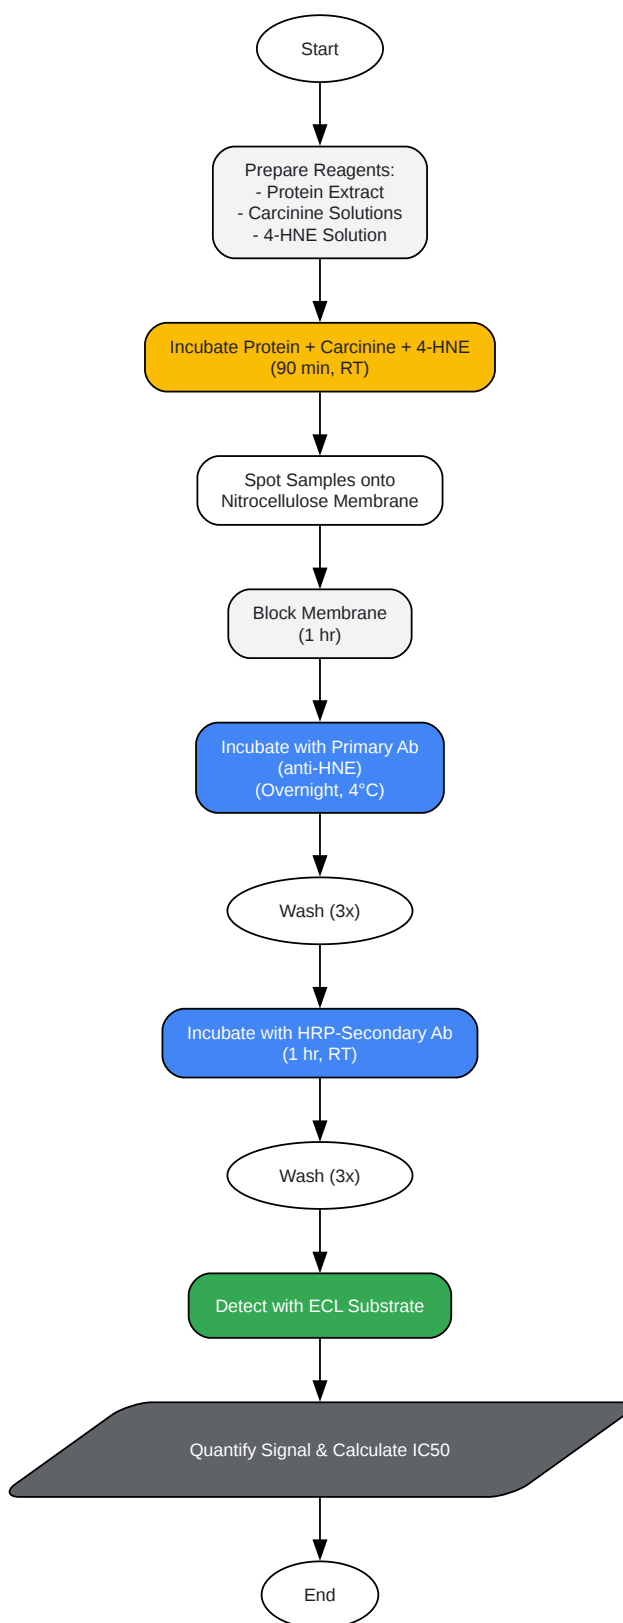 Start
Prepare Reagents:
- Protein Extract
- Carcinine Solutions
- 4-HNE Solution
Incubate Protein + Carcinine + 4-HNE
(90 min, RT)
Spot Samples onto
Nitrocellulose Membrane
Block Membrane
(1 hr)
Incubate with Primary Ab
(anti-HNE)
(Overnight, 4°C)
Wash (3x)
Incubate with HRP-Secondary Ab
(1 hr, RT)
Wash (3x)
Detect with ECL Substrate
Quantify Signal & Calculate IC50
End